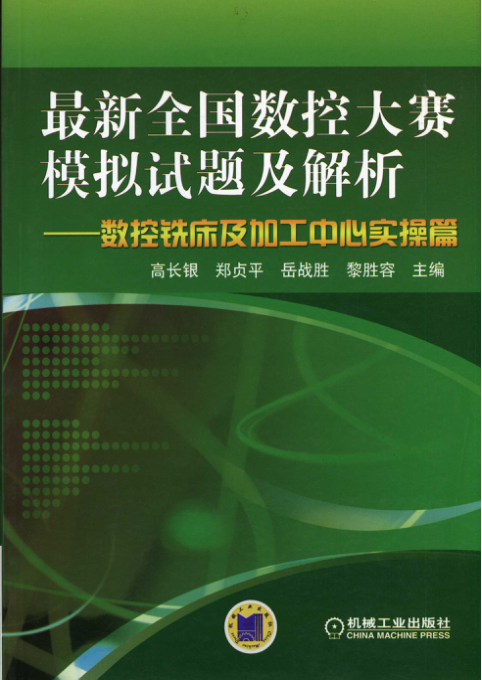 最新全国数控大赛
模拟试题及解析
——数控铣床及加工中心实操篇
高长银 郑贞平 岳战胜 黎胜容 主编
机械工业出版社
CHINA MACHINE PRESS